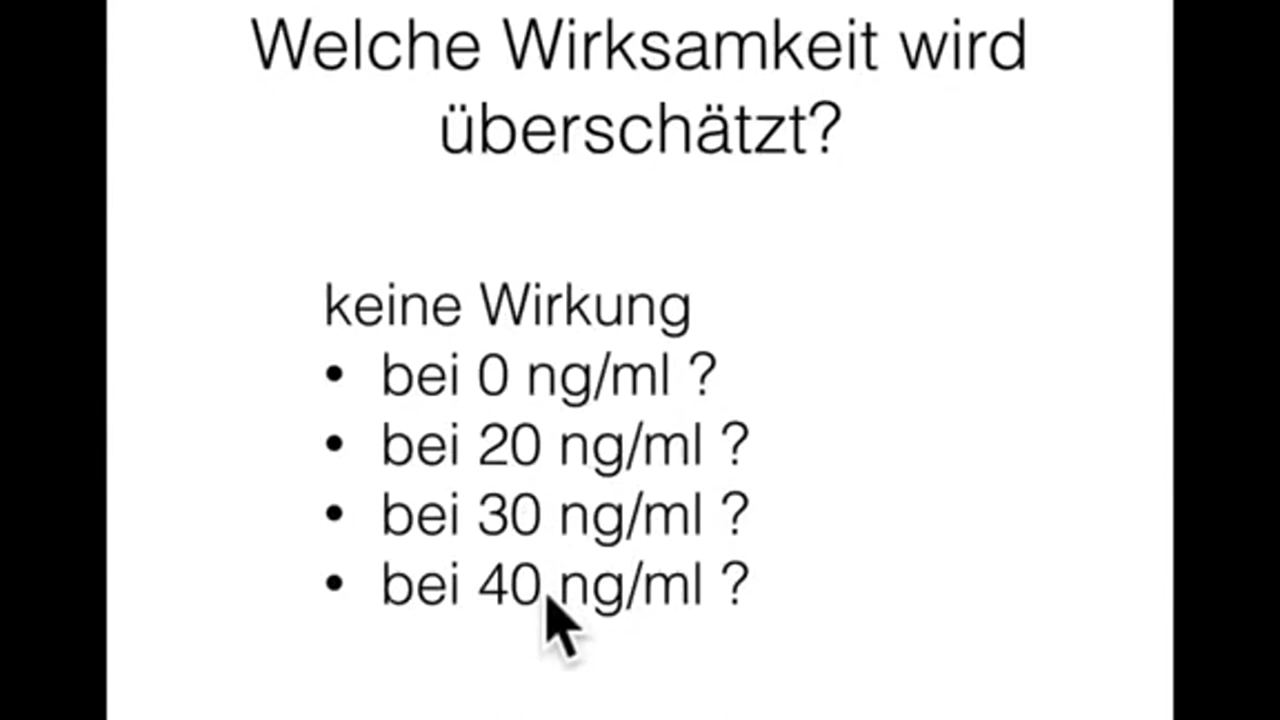 Welche Wirksamkeit wird
überschätzt?
keine Wirkung
• bei 0 ng/ml ?
• bei 20 ng/ml ?
• bei 30 ng/ml ?
• bei 40 ng/ml ?